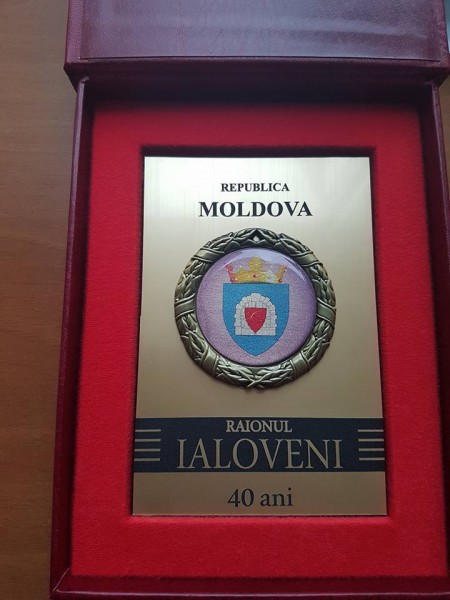 REPUBLICA
MOLDOVA
RAIONUL
IALOVENI
40 ani